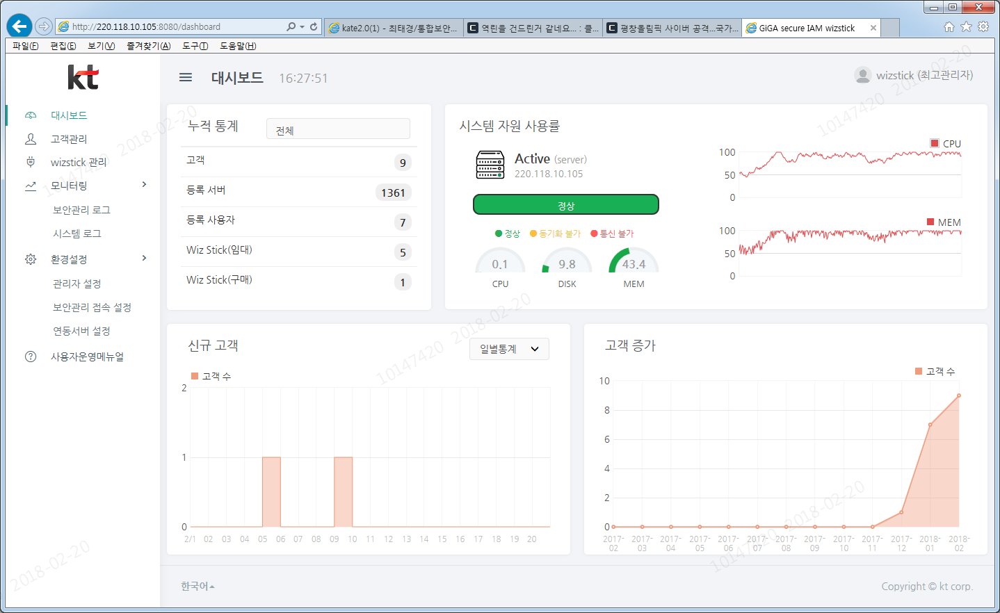 http://220.118.10.105:8080/dashboard
kate2.0(1) - 최태경/통합보안...
역린을 건드린거 같네요... : 클...
평창올림픽 사이버 공격...국가...
GiGA secure IAM wizstick
파일(F) 편집(E) 보기(V) 즐겨찾기(A) 도구(T) 도움말(H)
kt
대시보드 16:27:51
wizstick (최고관리자)
대시보드
고객관리
wizstick 관리
모니터링
보안관리 로그
시스템 로그
환경설정
관리자 설정
보안관리 접속 설정
연동서버 설정
사용자운영메뉴얼
누적 통계 전체
고객 9
등록 서버 1361
등록 사용자 7
Wiz Stick(임대) 5
Wiz Stick(구매) 1
시스템 자원 사용률
Active (server)
220.118.10.105
정상
정상 동기화 불가 통신 불가
0.1 9.8 43.4
CPU DISK MEM
CPU
100
50
0
MEM
100
50
0
신규 고객 일별통계
고객 수
2
1
0
2/1 02 03 04 05 06 07 08 09 10 11 12 13 14 15 16 17 18 19 20
고객 증가
고객 수
10
8
6
4
2
0
2017-02 2017-03 2017-04 2017-05 2017-06 2017-07 2017-08 2017-09 2017-10 2017-11 2017-12 2018-01 2018-02
한국어
Copyright © kt corp.
10147420 2018-02-20
10147420 2018-02-20
10147420 2018-02-20
10147420 2018-02-20
2018-02-20